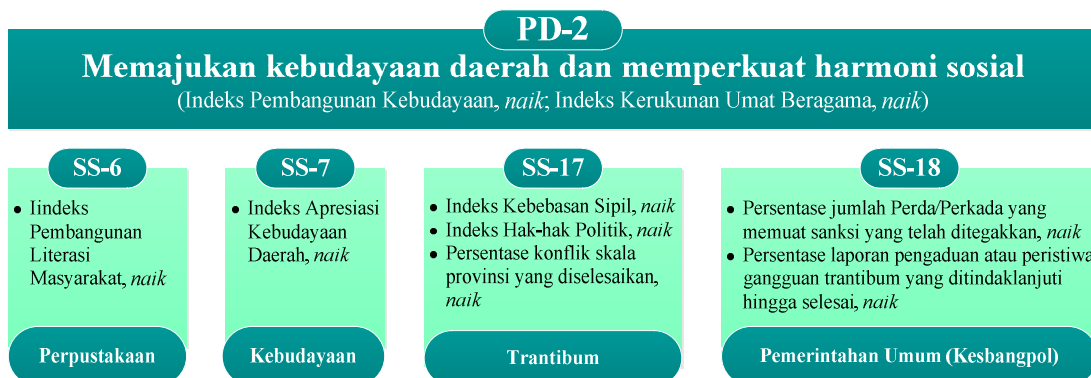 PD-2
Memajukan kebudayaan daerah dan memperkuat harmoni sosial
(Indeks Pembangunan Kebudayaan, naik; Indeks Kerukunan Umat Beragama, naik)
SS-6
• Iindeks
Pembangunan
Literasi
Masyarakat, naik
Perpustakaan
SS-7
• Indeks Apresiasi
Kebudayaan
Daerah, naik
Kebudayaan
SS-17
• Indeks Kebebasan Sipil, naik
• Indeks Hak-hak Politik, naik
• Persentase konflik skala
provinsi yang diselesaikan,
naik
Trantibum
SS-18
• Persentase jumlah Perda/Perkada yang
memuat sanksi yang telah ditegakkan, naik
• Persentase laporan pengaduan atau peristiwa
gangguan trantibum yang ditindaklanjuti
hingga selesai, naik
Pemerintahan Umum (Kesbangpol)